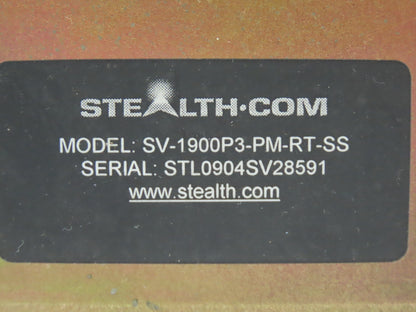 STEALTH·COM
MODEL: SV-1900P3-PM-RT-SS
SERIAL: STL0904SV28591
www.stealth.com